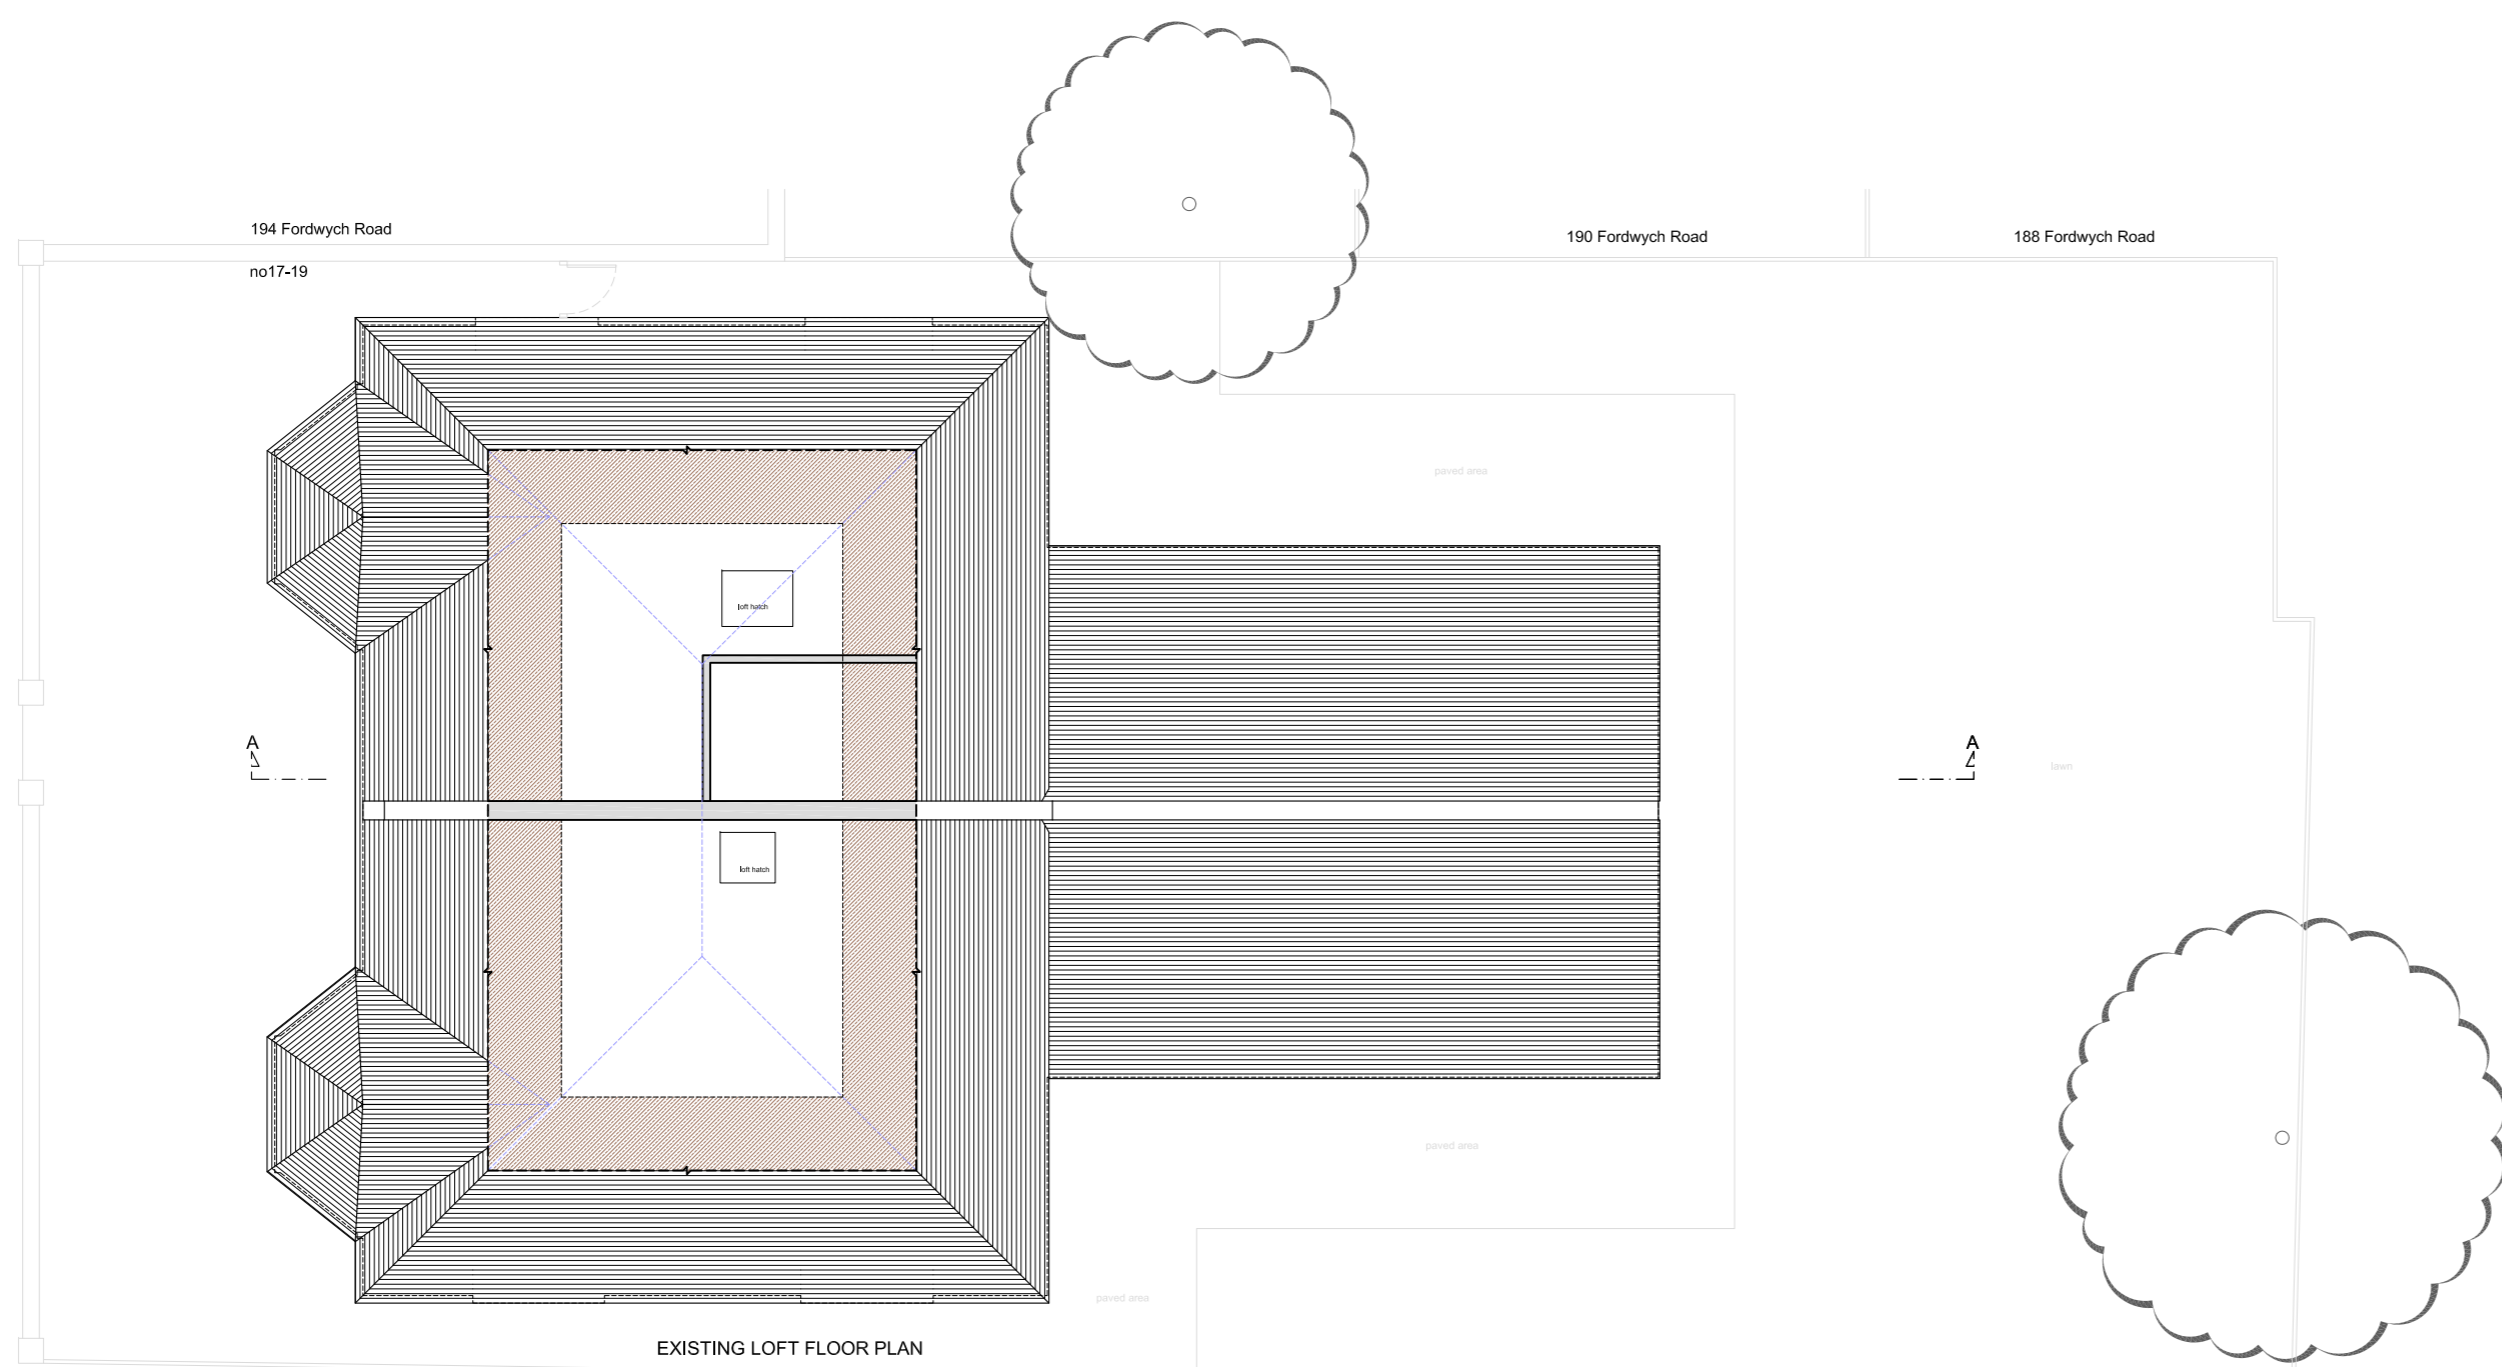 194 Fordwych Road
190 Fordwych Road
188 Fordwych Road
no17-19
paved area
loft hatch
A
A
lawn
loft hatch
paved area
paved area
EXISTING LOFT FLOOR PLAN